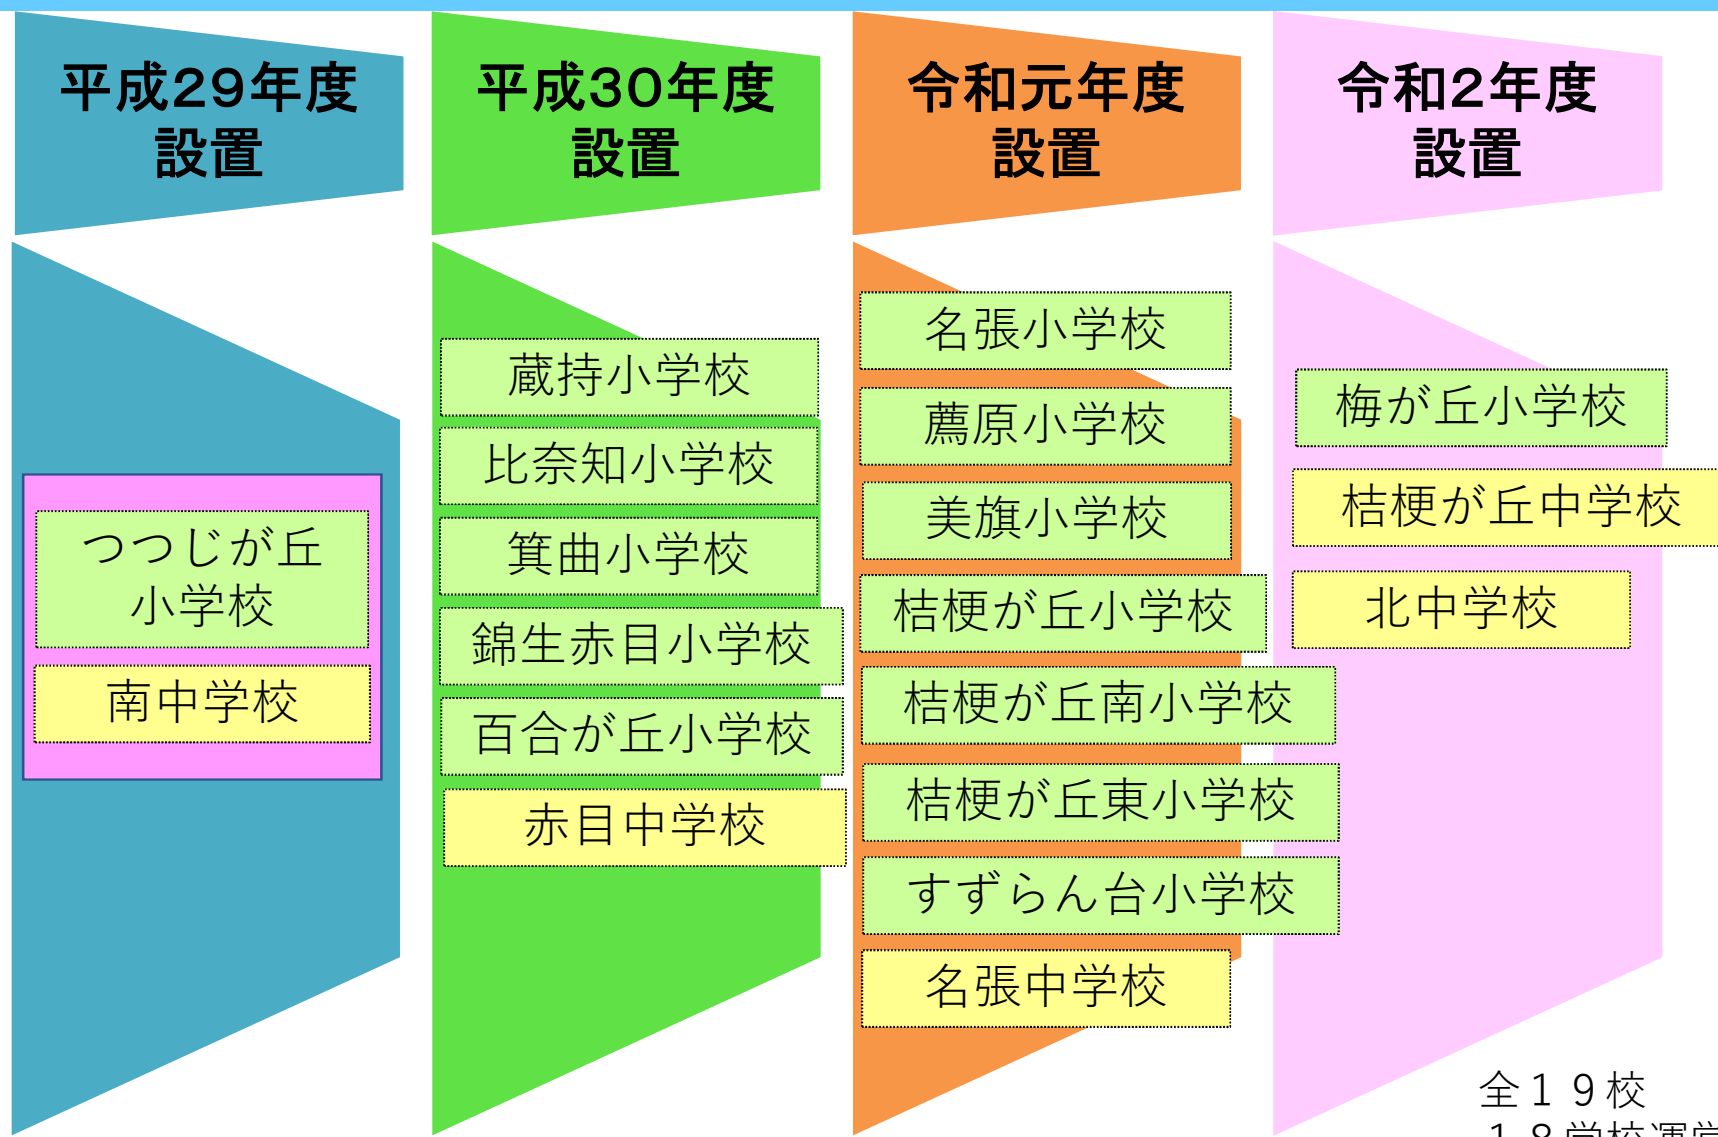 平成29年度
設置
つつじが丘
小学校
南中学校
平成30年度
設置
蔵持小学校
比奈知小学校
箕曲小学校
錦生赤目小学校
百合が丘小学校
赤目中学校
令和元年度
設置
名張小学校
薦原小学校
美旗小学校
桔梗が丘小学校
桔梗が丘南小学校
桔梗が丘東小学校
すずらん台小学校
名張中学校
令和2年度
設置
梅が丘小学校
桔梗が丘中学校
北中学校
全１９校
１８学校運営